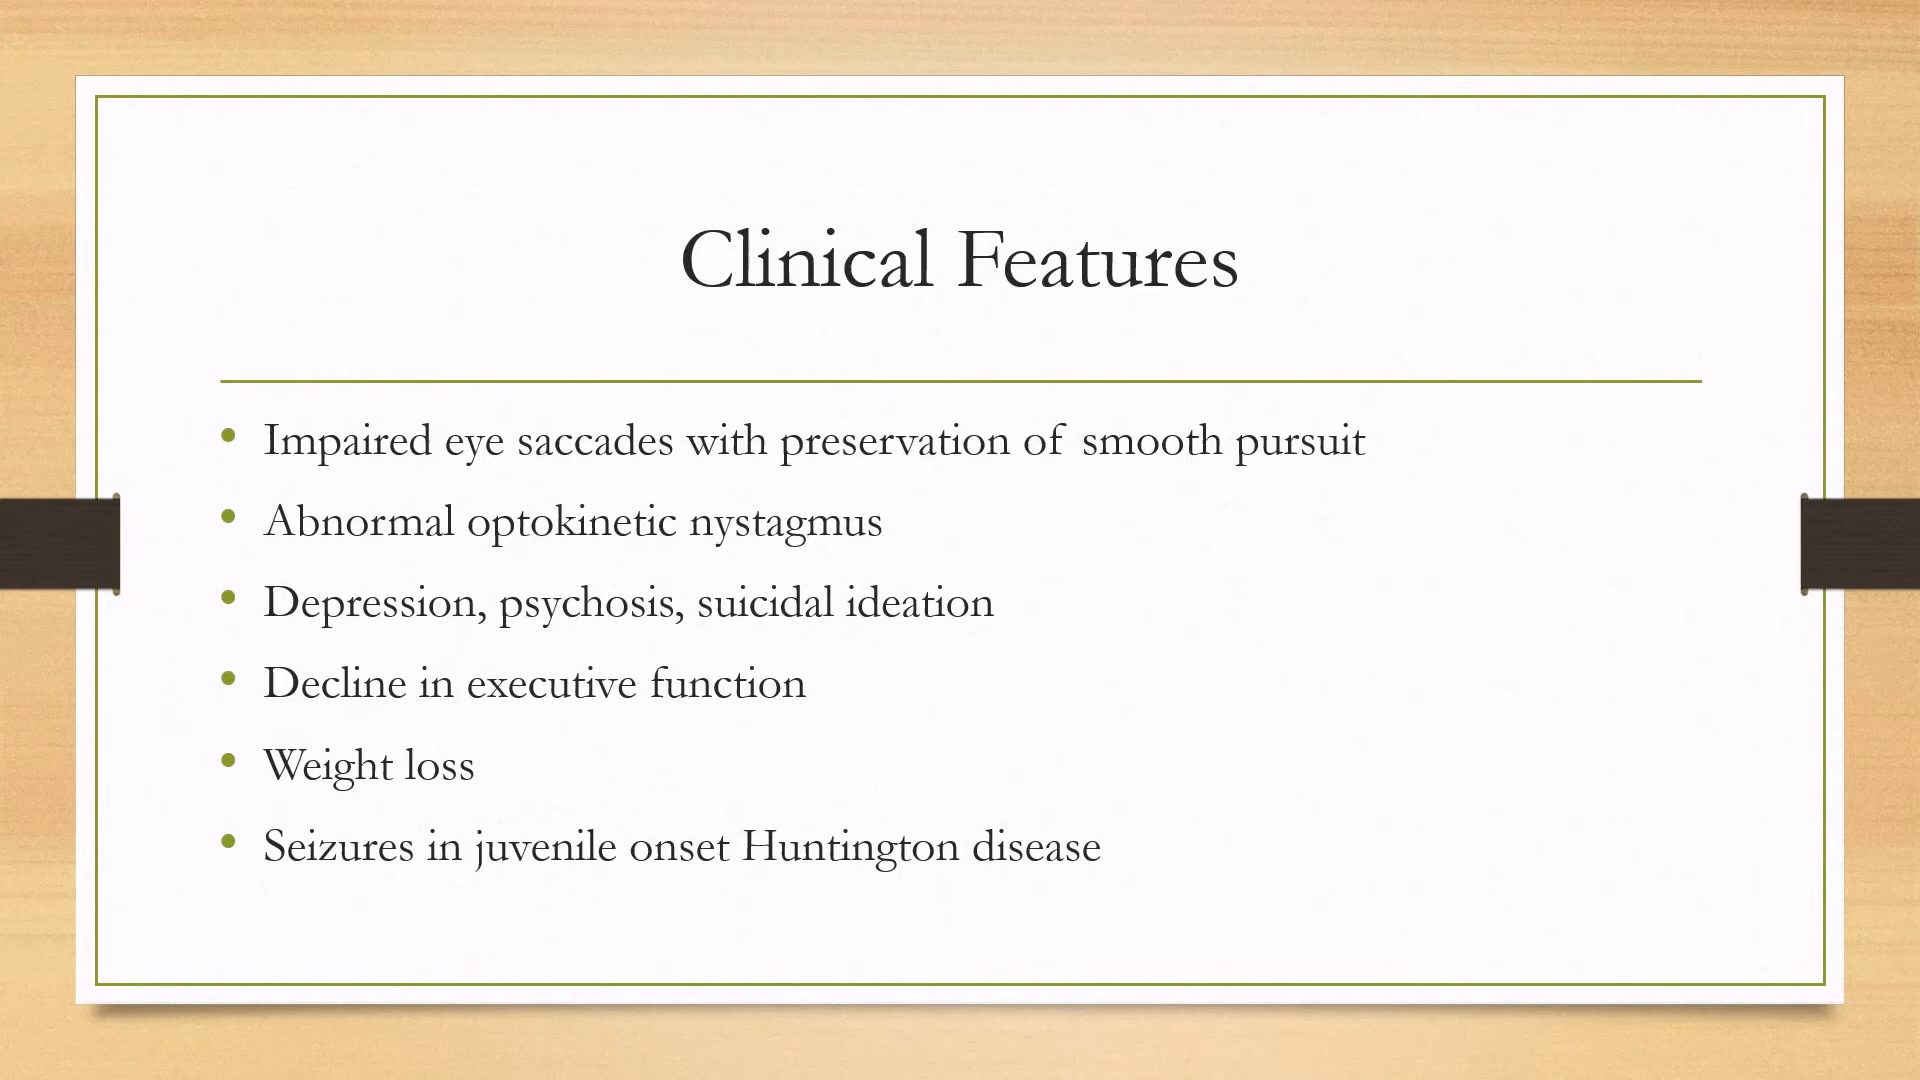 Clinical Features
• Impaired eye saccades with preservation of smooth pursuit
• Abnormal optokinetic nystagmus
• Depression, psychosis, suicidal ideation
• Decline in executive function
• Weight loss
• Seizures in juvenile onset Huntington disease